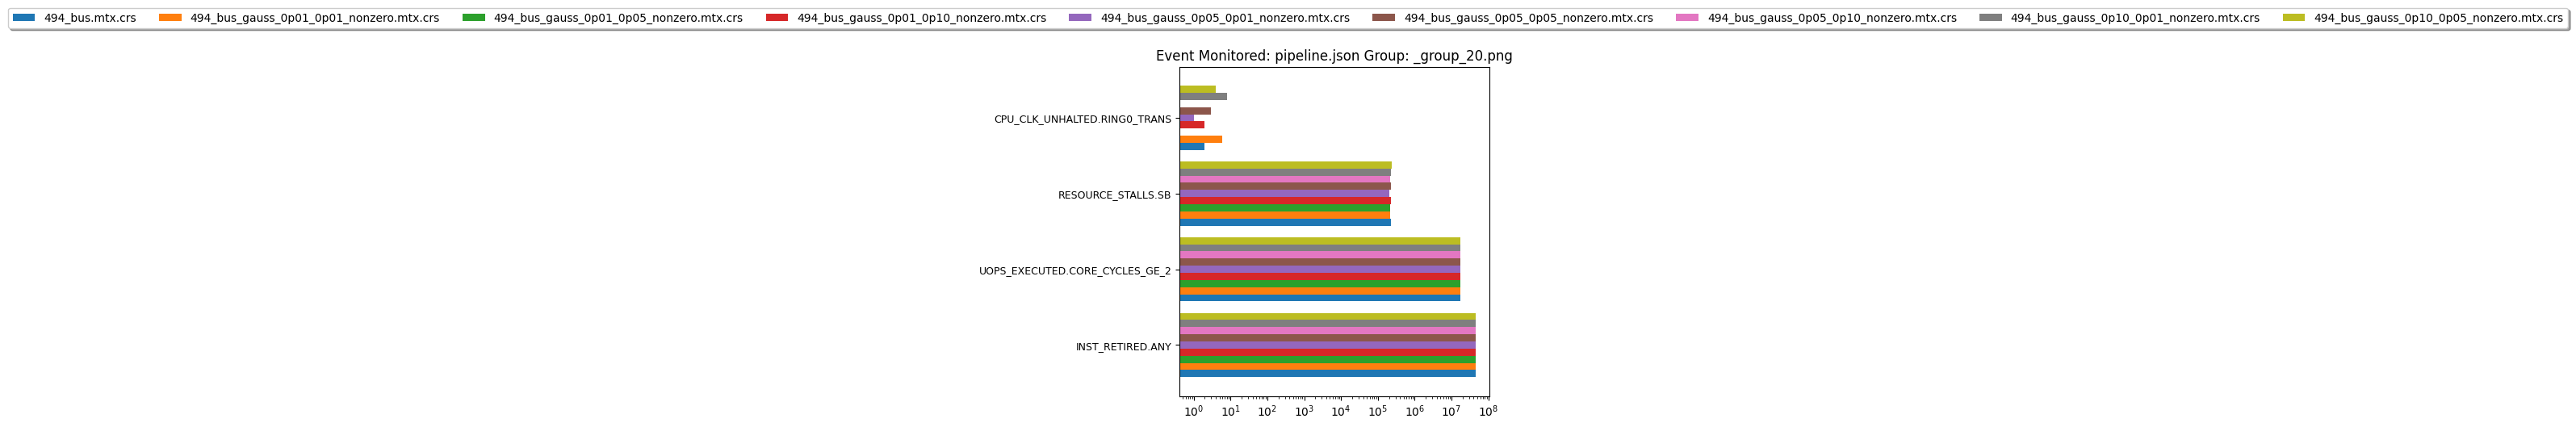 494_bus.mtx.crs 494_bus_gauss_0p01_0p01_nonzero.mtx.crs 494_bus_gauss_0p01_0p05_nonzero.mtx.crs 494_bus_gauss_0p01_0p10_nonzero.mtx.crs 494_bus_gauss_0p05_0p01_nonzero.mtx.crs 494_bus_gauss_0p05_0p05_nonzero.mtx.crs 494_bus_gauss_0p05_0p10_nonzero.mtx.crs 494_bus_gauss_0p10_0p01_nonzero.mtx.crs 494_bus_gauss_0p10_0p05_nonzero.mtx.crs
Event Monitored: pipeline.json Group: _group_20.png
CPU_CLK_UNHALTED.RING0_TRANS
RESOURCE_STALLS.SB
UOPS_EXECUTED.CORE_CYCLES_GE_2
INST_RETIRED.ANY
10⁰ 10¹ 10² 10³ 10⁴ 10⁵ 10⁶ 10⁷ 10⁸